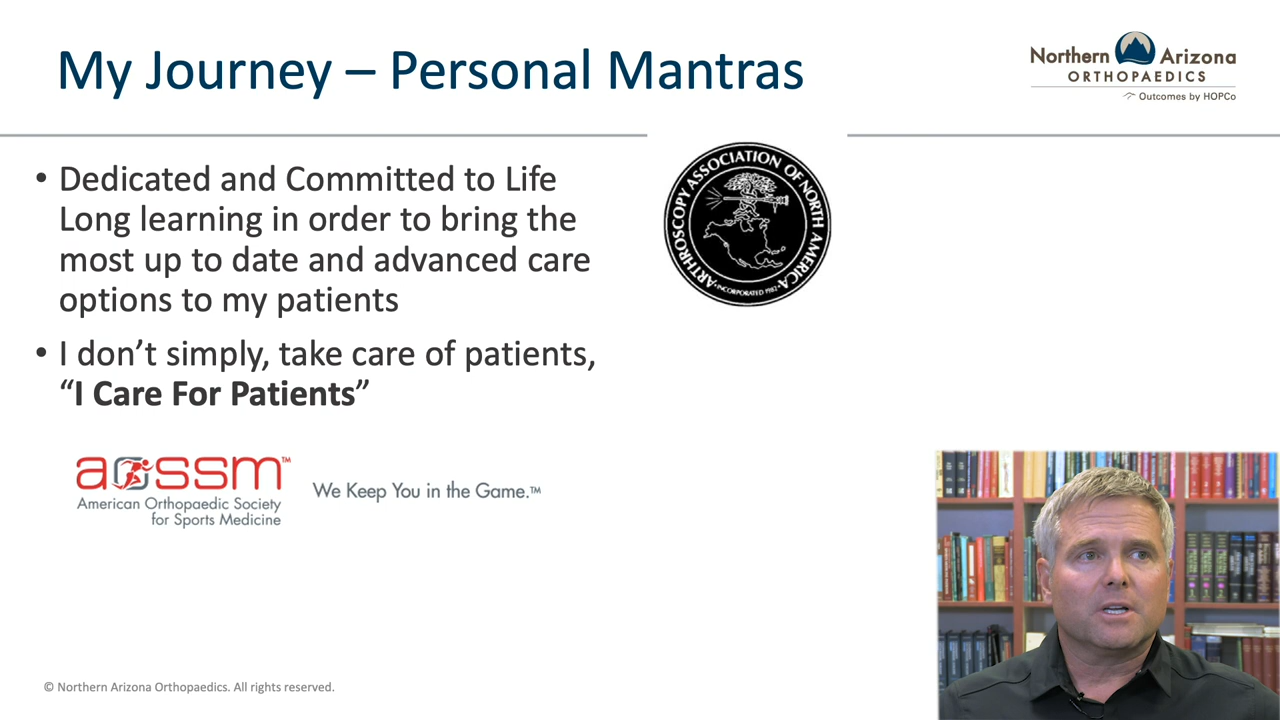 My Journey – Personal Mantras
Northern Arizona
ORTHOPAEDICS
Outcomes by HOPCo
• Dedicated and Committed to Life
Long learning in order to bring the
most up to date and advanced care
options to my patients
• I don’t simply, take care of patients,
“I Care For Patients”
ARTHROSCOPY ASSOCIATION OF NORTH AMERICA
• INCORPORATED 1982 •
aossm™
American Orthopaedic Society
for Sports Medicine
We Keep You in the Game.™
© Northern Arizona Orthopaedics. All rights reserved.